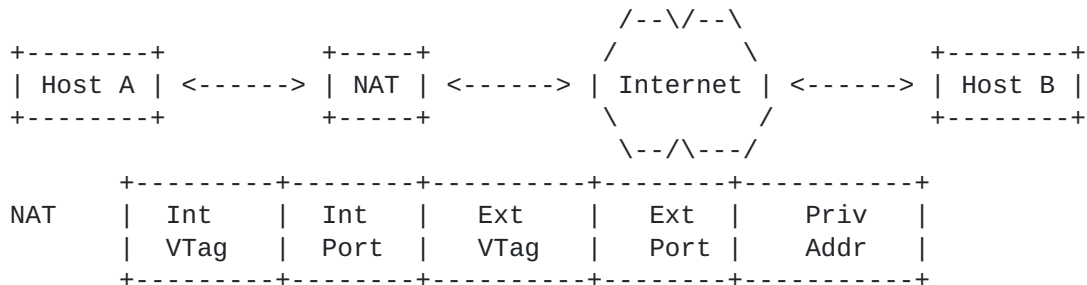 /--\/--\
+--------+          +-----+           /        \           +--------+
| Host A | <------> | NAT | <------> | Internet | <------> | Host B |
+--------+          +-----+           \         /          +--------+
                                       \--/\---/
       +---------+--------+----------+--------+-----------+
NAT    |  Int    |  Int   |  Ext     |   Ext  |    Priv   |
       |  VTag   |  Port  |  VTag    |   Port |    Addr   |
       +---------+--------+----------+--------+-----------+